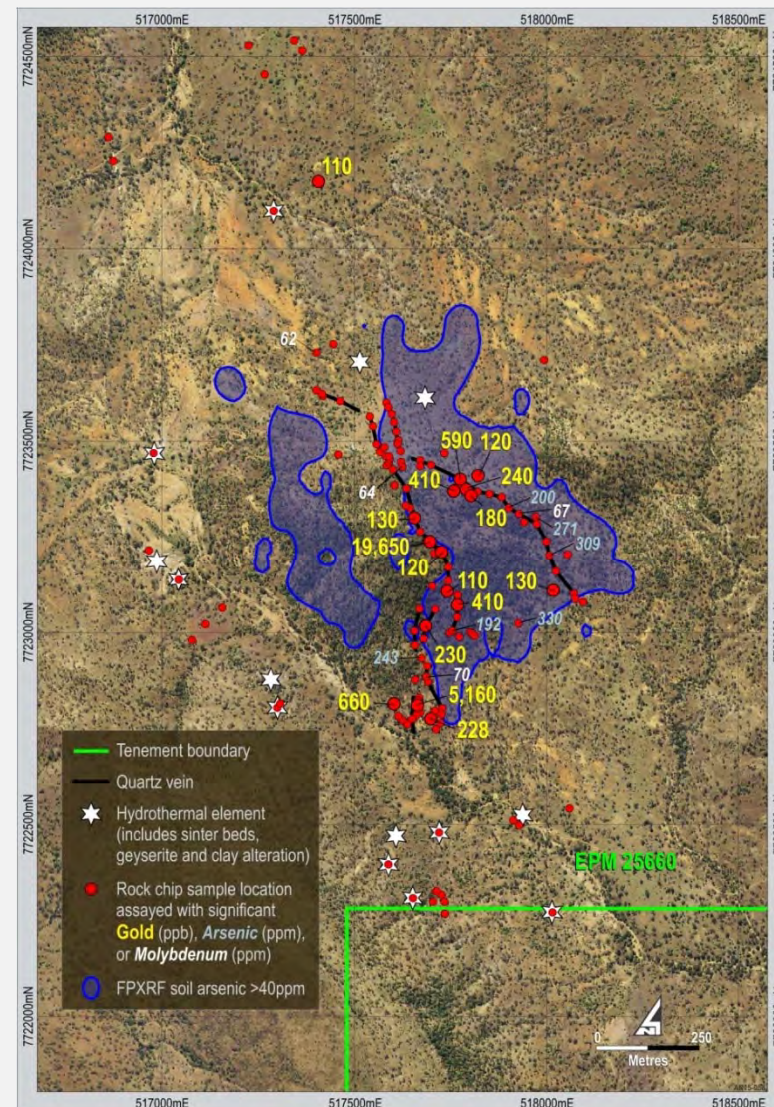 517000mE
517500mE
518000mE
518500mE
7724500mN
110
7724000mN
62
7723500mN
590
120
410
240
64
180
200
67
130
271
309
19,650
120
110
130
410
7723000mN
192
330
243
230
70
5,160
660
228
Tenement boundary
Quartz vein
Hydrothermal element
(includes sinter beds,
geyserite and clay alteration)
Rock chip sample location
assayed with significant
Gold (ppb), Arsenic (ppm),
or Molybdenum (ppm)
FPXRF soil arsenic >40ppm
7722500mN
EPM 25660
7722000mN
N
0
250
Metres
517000mE
517500mE
518000mE
518500mE